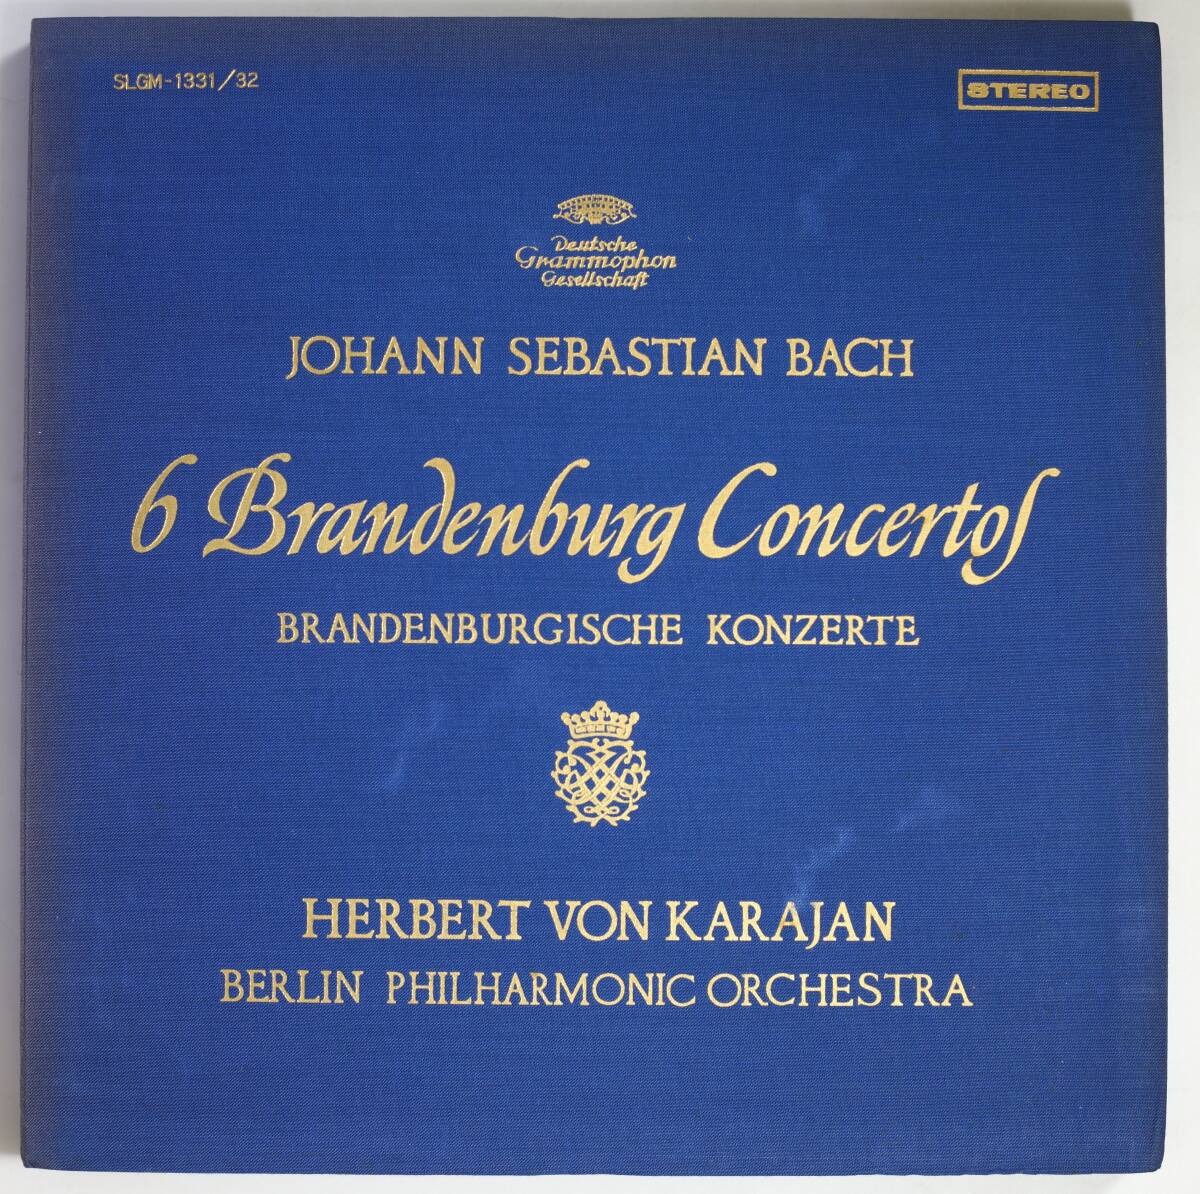 SLGM-1331/32
STEREO
Deutsche
Grammophon
Gesellschaft
JOHANN SEBASTIAN BACH
6 Brandenburg Concertos
BRANDENBURGISCHE KONZERTE
HERBERT VON KARAJAN
BERLIN PHILHARMONIC ORCHESTRA